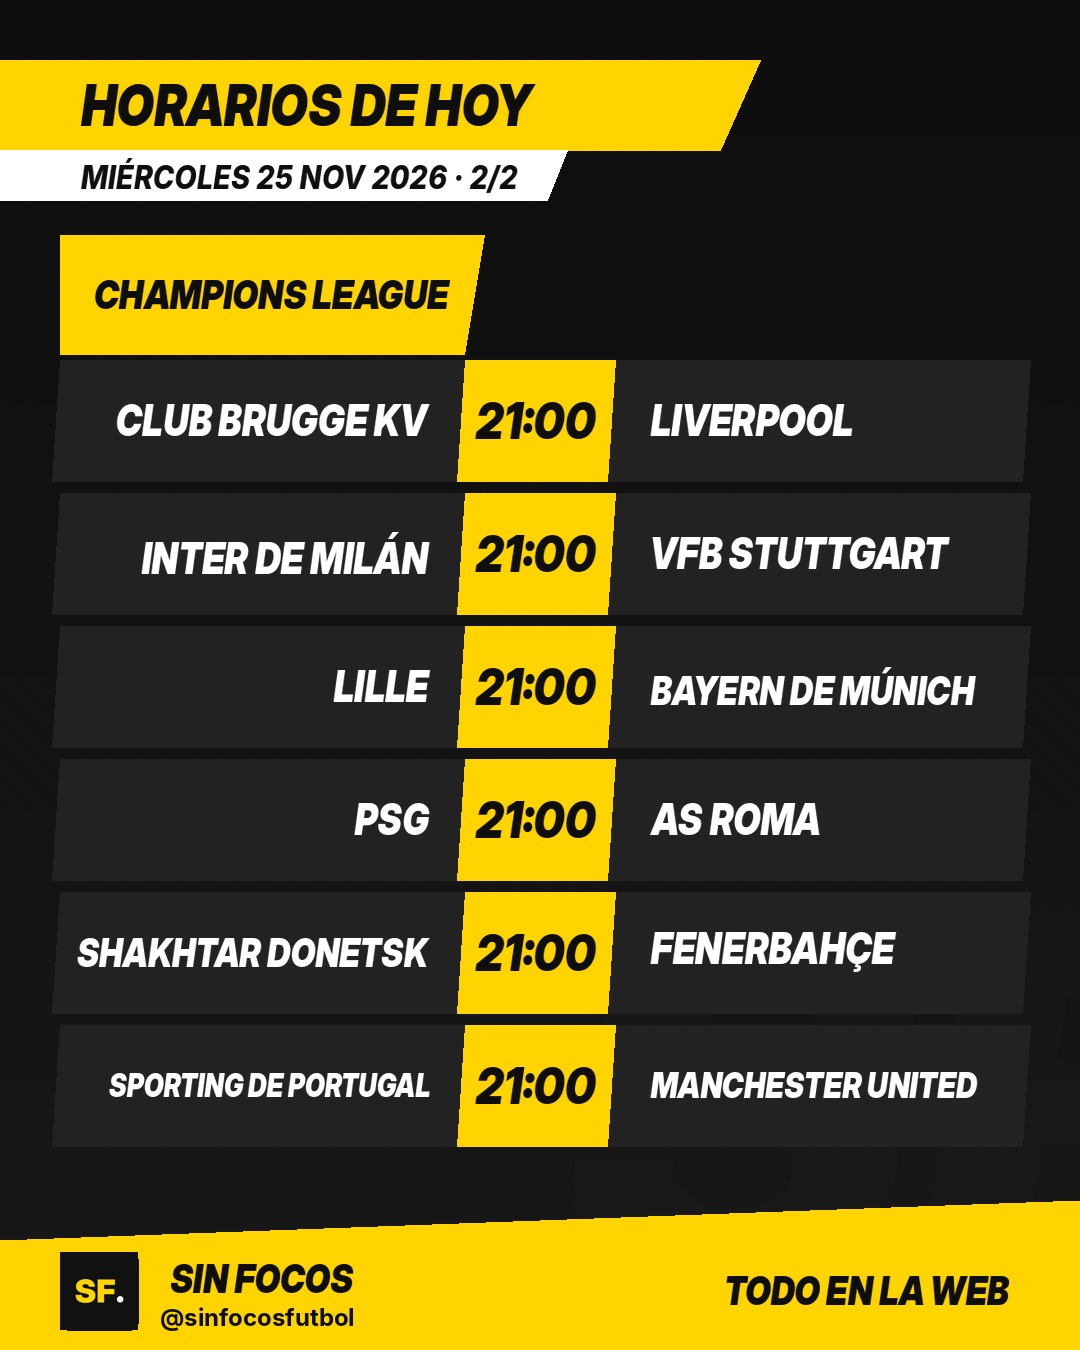 HORARIOS DE HOY
MIÉRCOLES 25 NOV 2026 · 2/2
CHAMPIONS LEAGUE
CLUB BRUGGE KV 21:00 LIVERPOOL
INTER DE MILÁN 21:00 VFB STUTTGART
LILLE 21:00 BAYERN DE MÚNICH
PSG 21:00 AS ROMA
SHAKHTAR DONETSK 21:00 FENERBAHÇE
SPORTING DE PORTUGAL 21:00 MANCHESTER UNITED
SF. SIN FOCOS
@sinfocosfutbol
TODO EN LA WEB